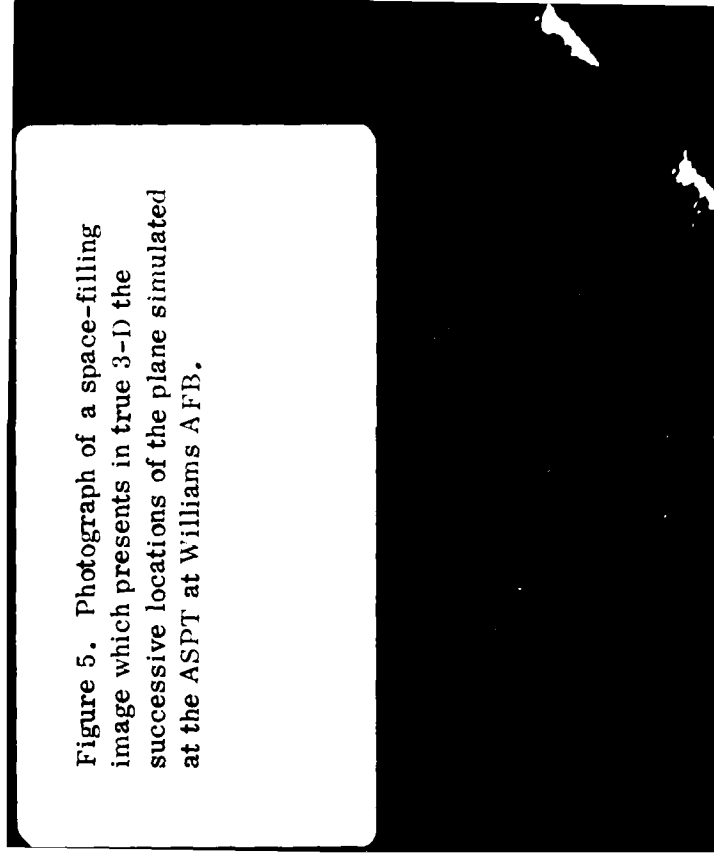 Figure 5. Photograph of a space-filling
image which presents in true 3-D the
successive locations of the plane simulated
at the ASPT at Williams AFB.